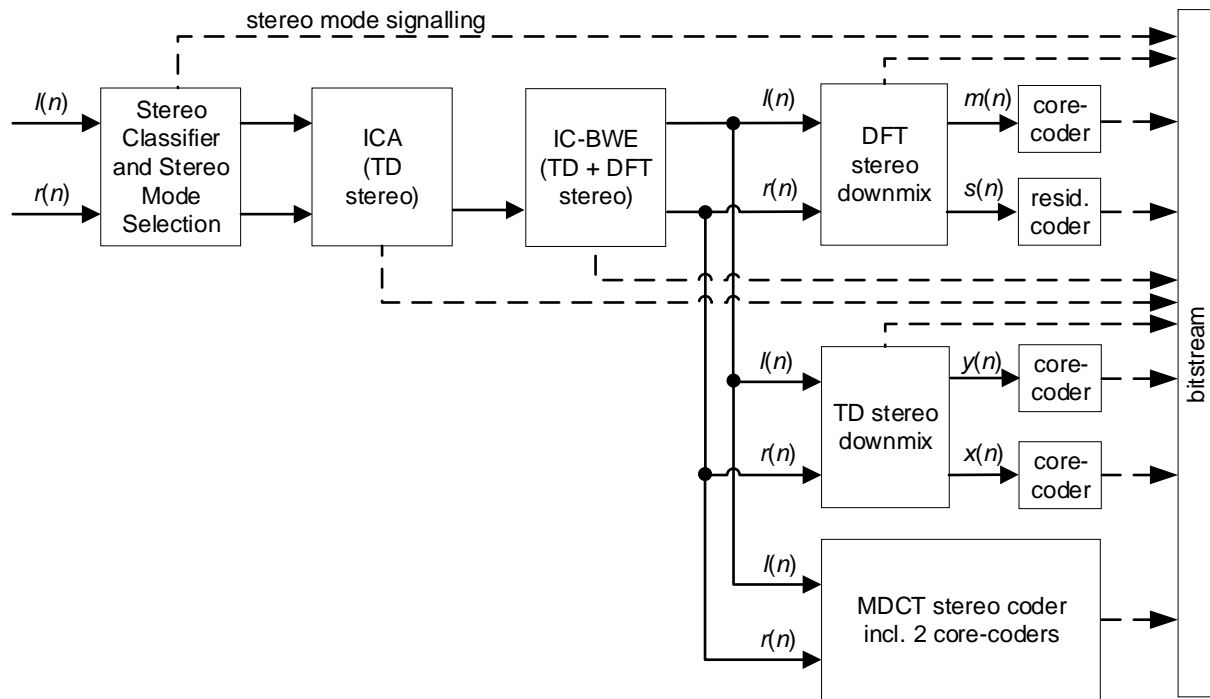 stereo mode signalling
l(n)
r(n)
Stereo
Classifier
and Stereo
Mode
Selection
ICA
(TD
stereo)
IC-BWE
(TD + DFT
stereo)
l(n)
r(n)
DFT
stereo
downmix
m(n)
s(n)
core-
coder
resid.
coder
l(n)
r(n)
TD stereo
downmix
y(n)
x(n)
core-
coder
core-
coder
l(n)
r(n)
MDCT stereo coder
incl. 2 core-coders
bitstream